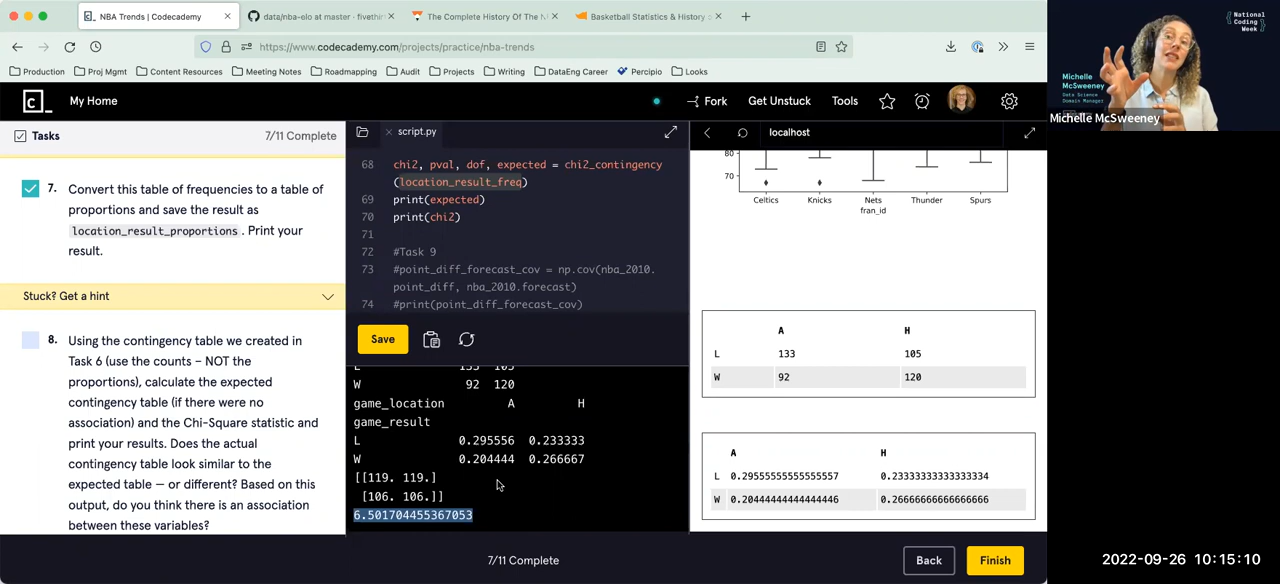 NBA Trends | Codecademy
data/nba-elo at master · fivethi
The Complete History Of The N
Basketball Statistics & History o
https://www.codecademy.com/projects/practice/nba-trends
Production
Proj Mgmt
Content Resources
Meeting Notes
Roadmapping
Audit
Projects
Writing
DataEng Career
Percipio
Looks
c_
My Home
Fork
Get Unstuck
Tools
Tasks
7/11 Complete
7. Convert this table of frequencies to a table of
proportions and save the result as
location_result_proportions . Print your
result.
Stuck? Get a hint
8. Using the contingency table we created in
Task 6 (use the counts – NOT the
proportions), calculate the expected
contingency table (if there were no
association) and the Chi-Square statistic and
print your results. Does the actual
contingency table look similar to the
expected table — or different? Based on this
output, do you think there is an association
between these variables?
script.py
68 chi2, pval, dof, expected = chi2_contingency
(location_result_freq)
69 print(expected)
70 print(chi2)
71
72 #Task 9
73 #point_diff_forecast_cov = np.cov(nba_2010.
point_diff, nba_2010.forecast)
74 #print(point_diff_forecast_cov)
Save
L 133 105
W 92 120
game_location A H
game_result
L 0.295556 0.233333
W 0.204444 0.266667
[[119. 119.]
[106. 106.]]
6.501704455367053
localhost
80
70
Celtics Knicks Nets Thunder Spurs
fran_id
A H
L 133 105
W 92 120
A H
L 0.29555555555555557 0.23333333333333334
W 0.20444444444444446 0.26666666666666666
7/11 Complete
Back
Finish
National
Coding
Week
Michelle
McSweeney
Data Science
Domain Manager
Michelle McSweeney
2022-09-26 10:15:10